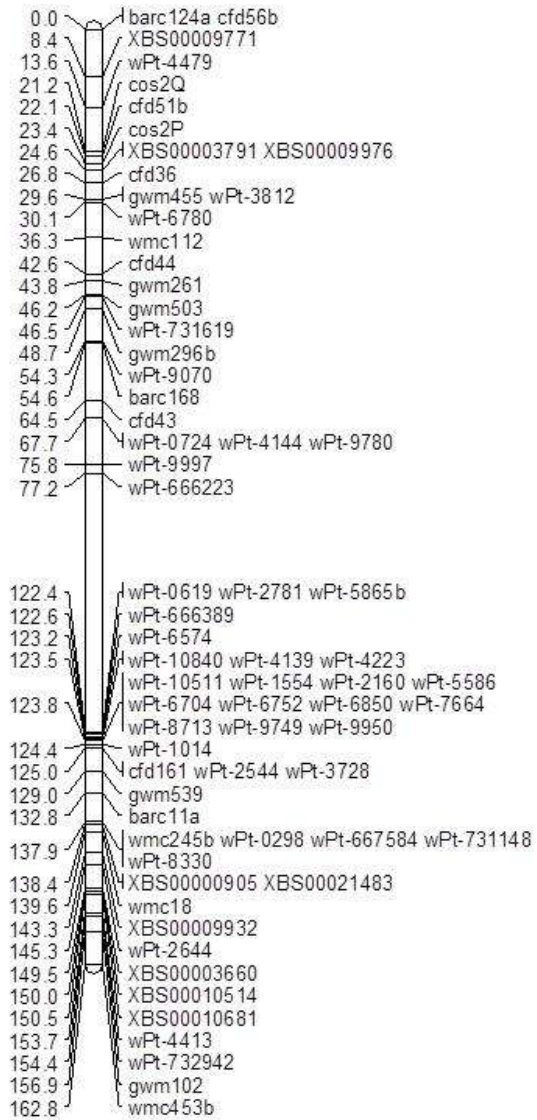 0.0 barc124a cfd56b
8.4 XBS00009771
13.6 wPt-4479
21.2 cos2Q
22.1 cfd51b
23.4 cos2P
24.6 XBS00003791 XBS00009976
26.8 cfd36
29.6 gwm455 wPt-3812
30.1 wPt-6780
36.3 wmc112
42.6 cfd44
43.8 gwm261
46.2 gwm503
46.5 wPt-731619
48.7 gwm296b
54.3 wPt-9070
54.6 barc168
64.5 cfd43
67.7 wPt-0724 wPt-4144 wPt-9780
75.8 wPt-9997
77.2 wPt-666223
122.4 wPt-0619 wPt-2781 wPt-5865b
122.6 wPt-666389
123.2 wPt-6574
123.5 wPt-10840 wPt-4139 wPt-4223
wPt-10511 wPt-1554 wPt-2160 wPt-5586
123.8 wPt-6704 wPt-6752 wPt-6850 wPt-7664
wPt-8713 wPt-9749 wPt-9950
124.4 wPt-1014
125.0 cfd161 wPt-2544 wPt-3728
129.0 gwm539
132.8 barc11a
137.9 wmc245b wPt-0298 wPt-667584 wPt-731148
wPt-8330
138.4 XBS00000905 XBS00021483
139.6 wmc18
143.3 XBS00009932
145.3 wPt-2644
149.5 XBS00003660
150.0 XBS00010514
150.5 XBS00010681
153.7 wPt-4413
154.4 wPt-732942
156.9 gwm102
162.8 wmc453b